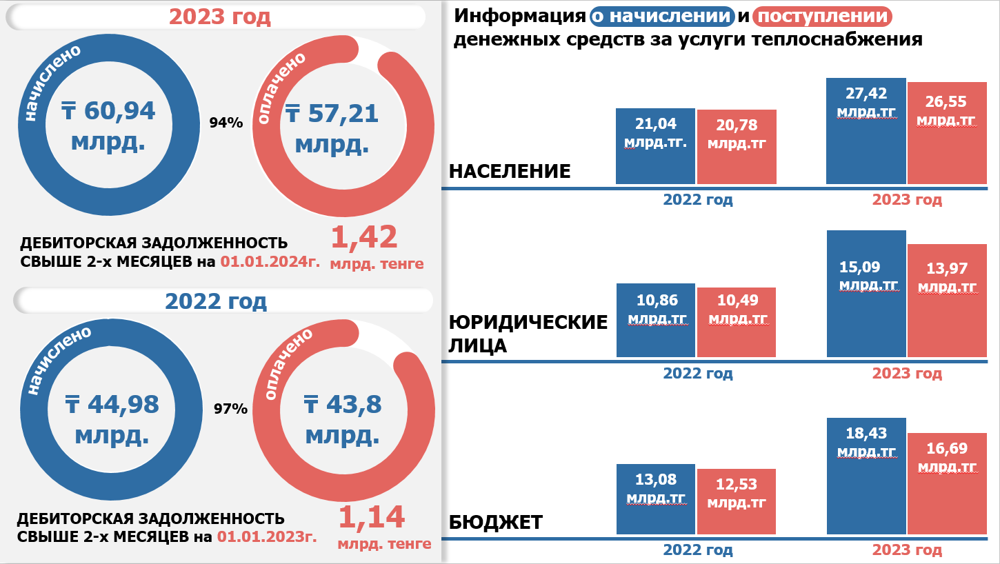 2023 год
начислено
₸ 60,94
млрд.
94%
оплачено
₸ 57,21
млрд.
ДЕБИТОРСКАЯ ЗАДОЛЖЕННОСТЬ
СВЫШЕ 2-х МЕСЯЦЕВ на 01.01.2024г.
1,42
млрд. тенге
2022 год
начислено
₸ 44,98
млрд.
97%
оплачено
₸ 43,8
млрд.
ДЕБИТОРСКАЯ ЗАДОЛЖЕННОСТЬ
СВЫШЕ 2-х МЕСЯЦЕВ на 01.01.2023г.
1,14
млрд. тенге
Информация о начислении и поступлении
денежных средств за услуги теплоснабжения
НАСЕЛЕНИЕ
21,04
млрд.тг.
20,78
млрд.тг
2022 год
27,42
млрд.тг
26,55
млрд.тг
2023 год
ЮРИДИЧЕСКИЕ
ЛИЦА
10,86
млрд.тг
10,49
млрд.тг
2022 год
15,09
млрд.тг
13,97
млрд.тг
2023 год
БЮДЖЕТ
13,08
млрд.тг
12,53
млрд.тг
2022 год
18,43
млрд.тг
16,69
млрд.тг
2023 год